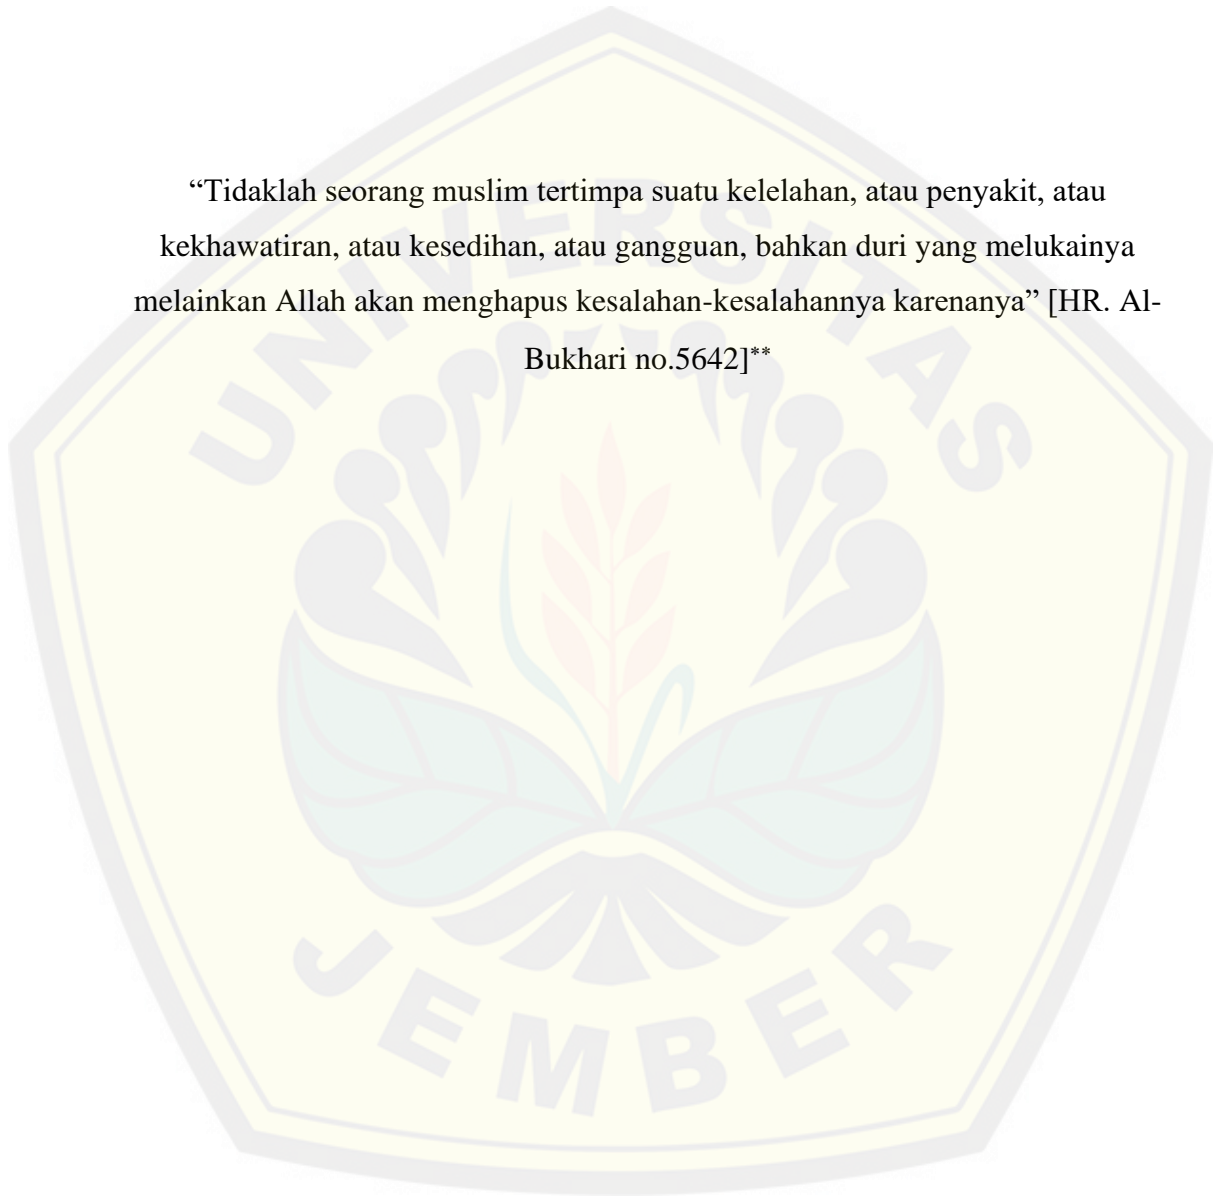 “Tidaklah seorang muslim tertimpa suatu kelelahan, atau penyakit, atau
kekhawatiran, atau kesedihan, atau gangguan, bahkan duri yang melukainya
melainkan Allah akan menghapus kesalahan-kesalahannya karenanya” [HR. Al-
Bukhari no.5642]**
UNIVERSITAS
JEMBER